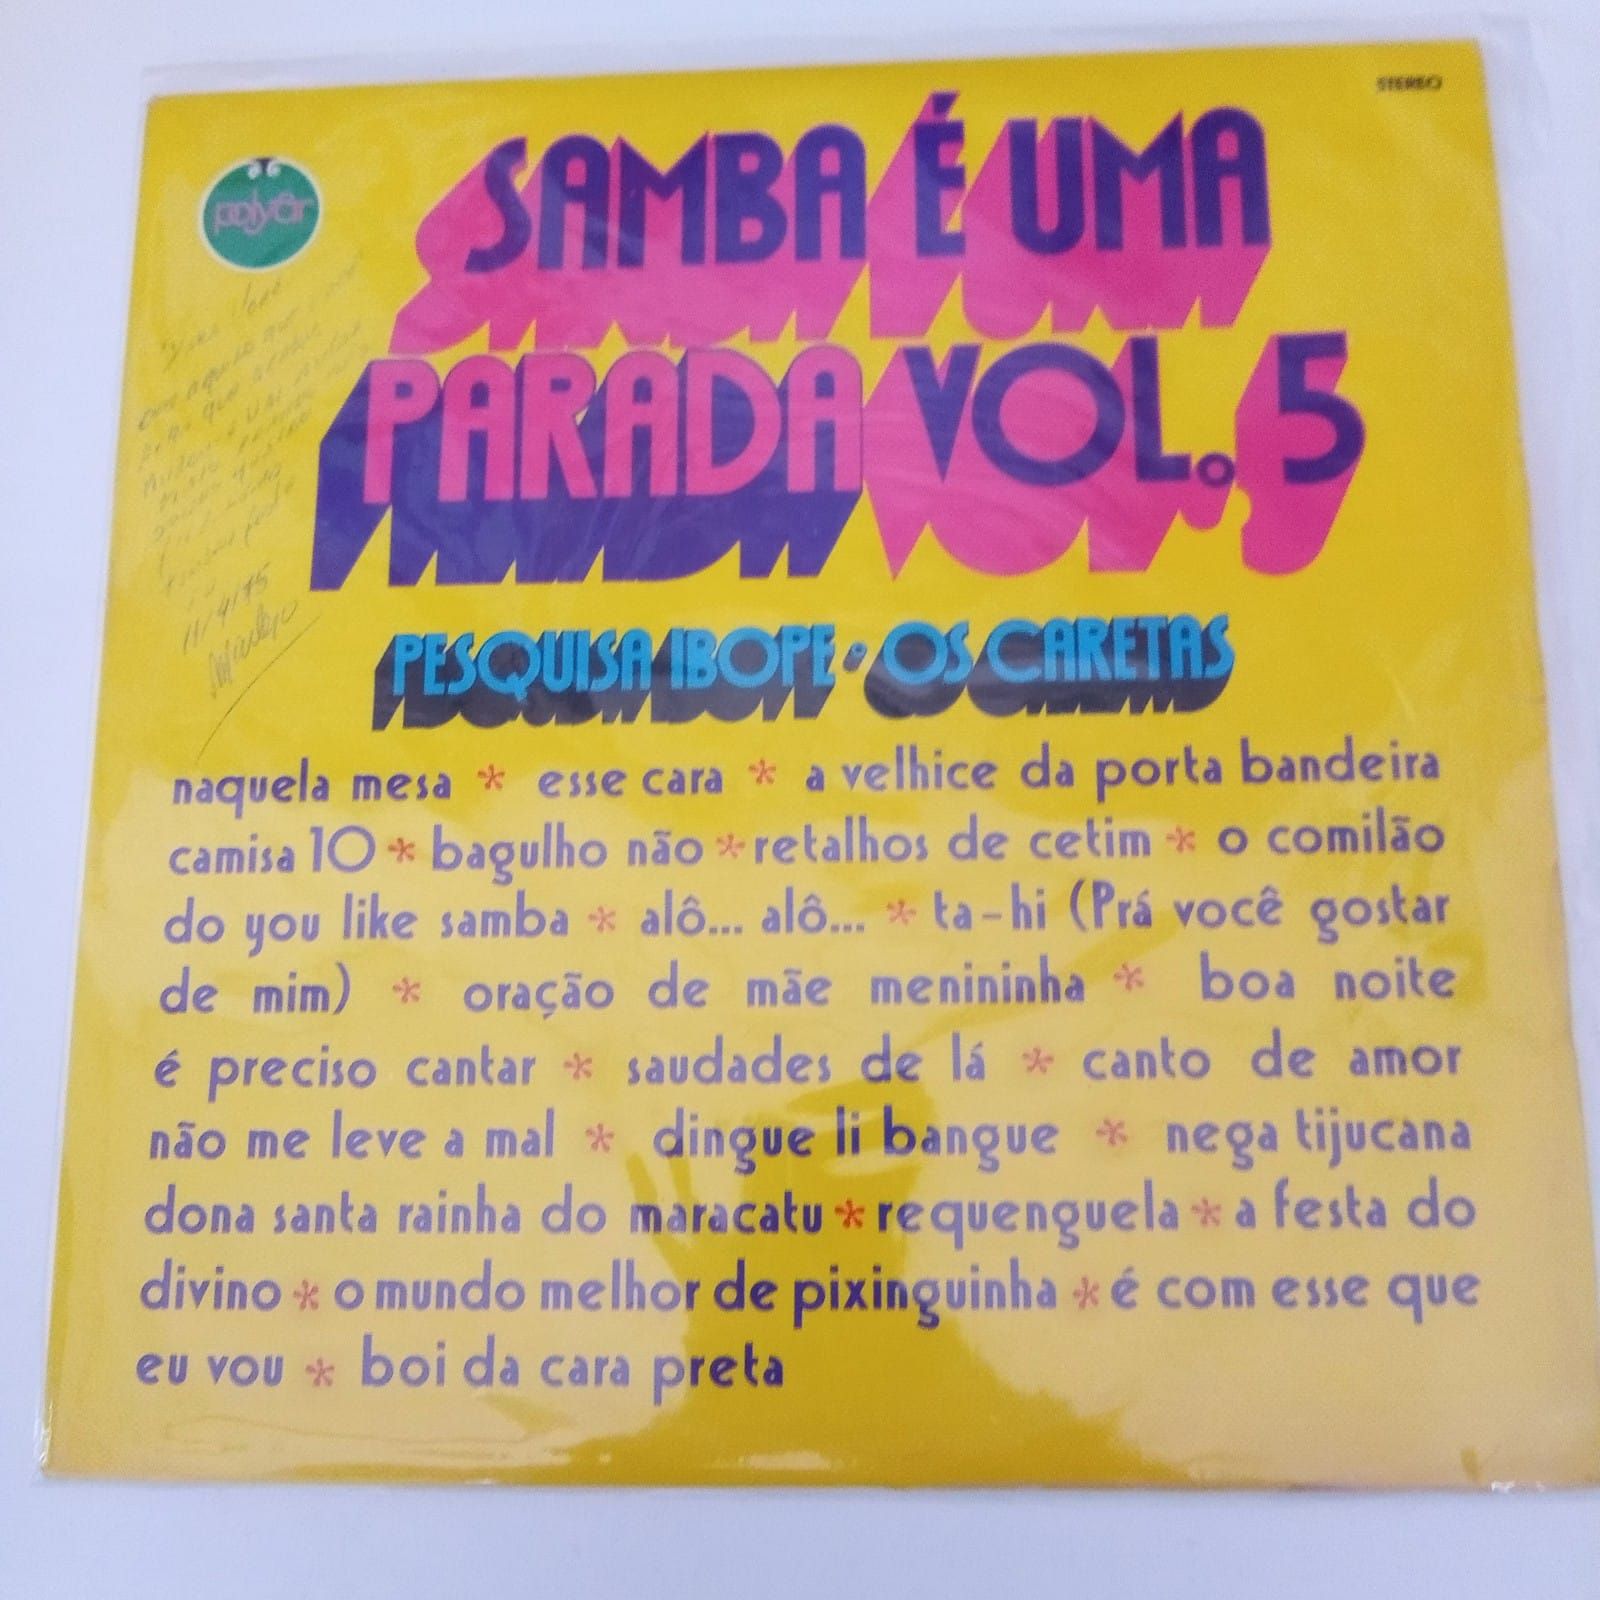 STEREO
polyfar
SAMBA É UMA
PARADA VOL. 5
11/4/75
PESQUISA IBOPE • OS CARETAS
naquela mesa * esse cara * a velhice da porta bandeira
camisa 10 * bagulho não * retalhos de cetim * o comilão
do you like samba * alô... alô... * ta-hi (Prá você gostar
de mim) * oração de mãe menininha * boa noite
é preciso cantar * saudades de lá * canto de amor
não me leve a mal * dingue li bangue * nega tijucana
dona santa rainha do maracatu * requenguela * a festa do
divino * o mundo melhor de pixinguinha * é com esse que
eu vou * boi da cara preta